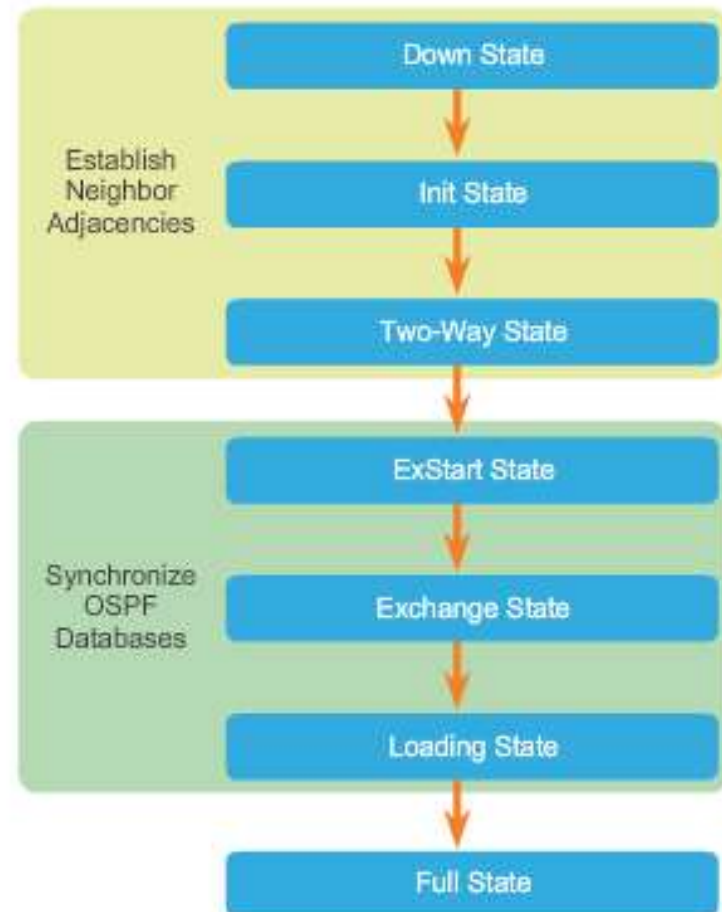 Down State
Establish
Neighbor
Adjacencies
Init State
Two-Way State
ExStart State
Synchronize
OSPF
Databases
Exchange State
Loading State
Full State